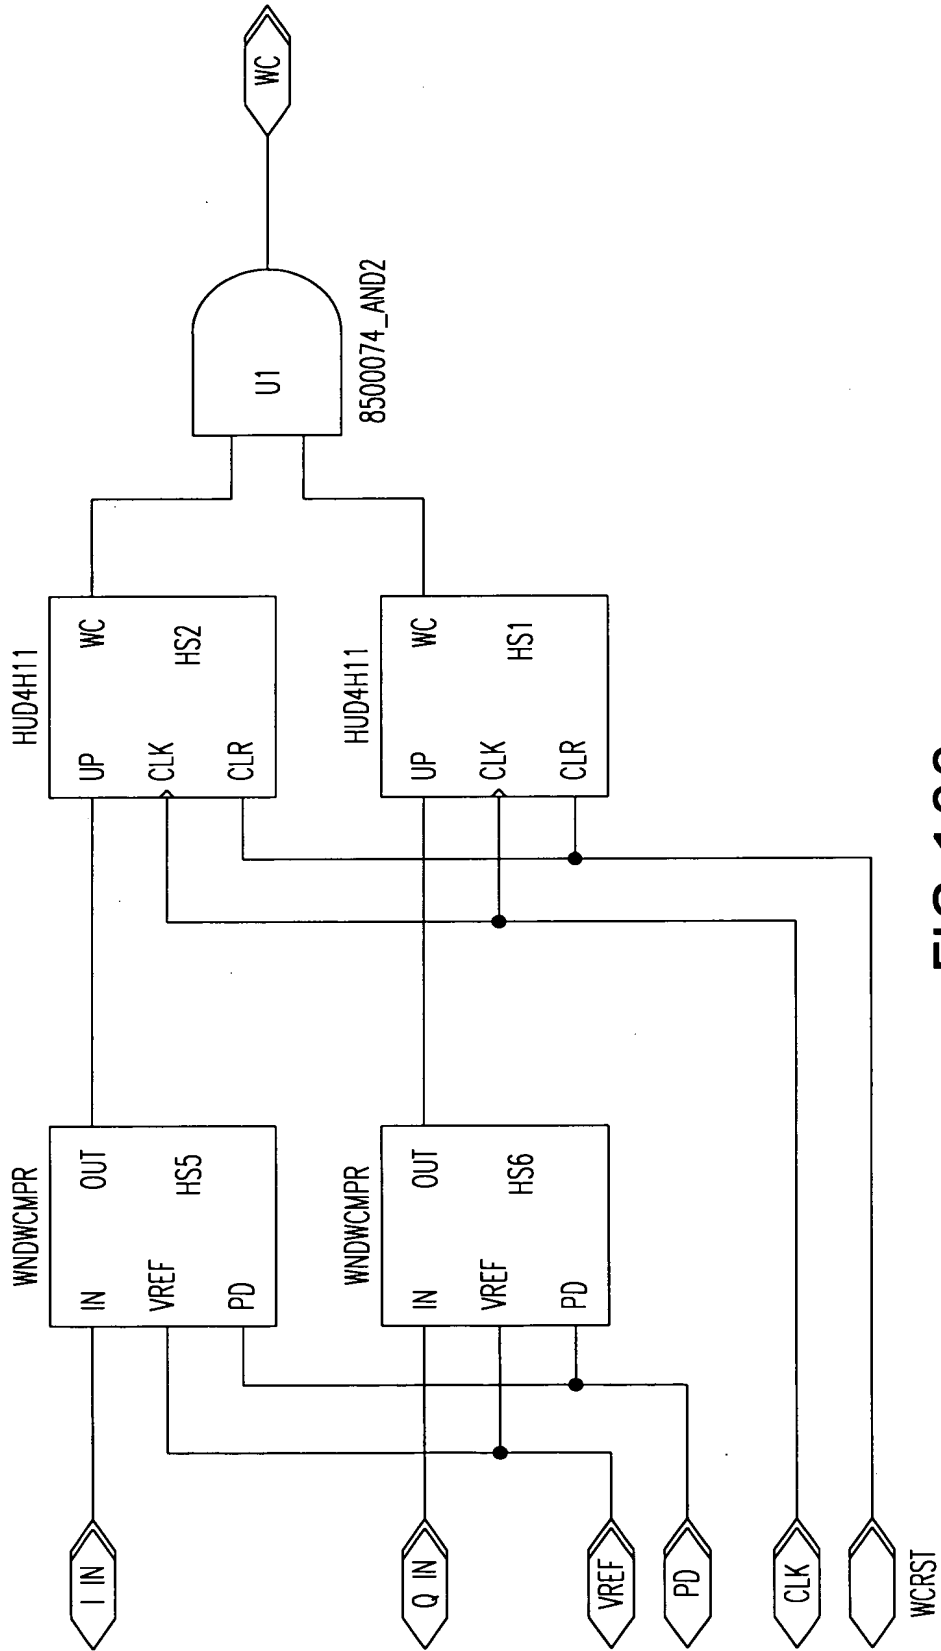 I IN
Q IN
VREF
PD
CLK
WCRST
WNDWCMPR
IN
OUT
VREF
HS5
PD
WNDWCMPR
IN
OUT
VREF
HS6
PD
HUD4H11
UP
WC
CLK
HS2
CLR
HUD4H11
UP
WC
CLK
HS1
CLR
U1
8500074_AND2
WC